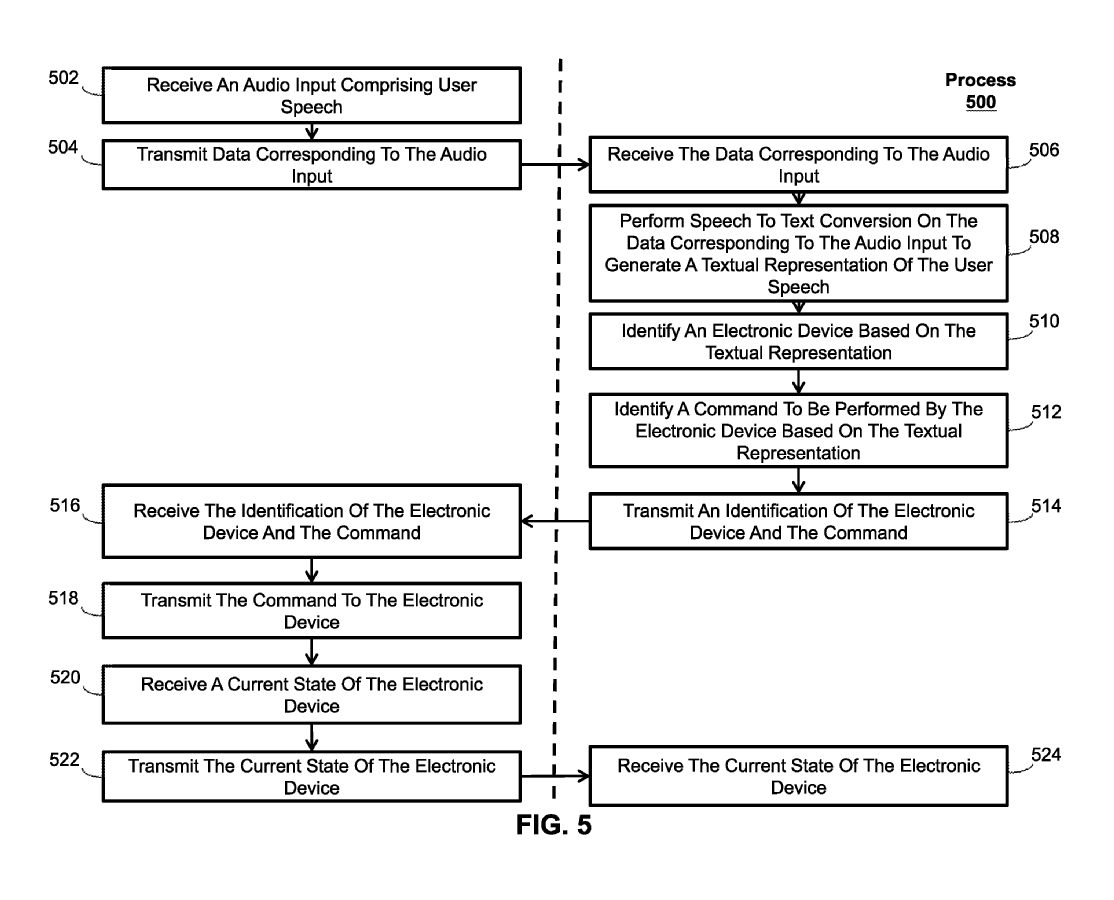 502
Receive An Audio Input Comprising User
Speech
Process
500
504
Transmit Data Corresponding To The Audio
Input
Receive The Data Corresponding To The Audio
Input
506
Perform Speech To Text Conversion On The
Data Corresponding To The Audio Input To
Generate A Textual Representation Of The User
Speech
508
Identify An Electronic Device Based On The
Textual Representation
510
Identify A Command To Be Performed By The
Electronic Device Based On The Textual
Representation
512
Transmit An Identification Of The Electronic
Device And The Command
514
516
Receive The Identification Of The Electronic
Device And The Command
518
Transmit The Command To The Electronic
Device
520
Receive A Current State Of The Electronic
Device
522
Transmit The Current State Of The Electronic
Device
Receive The Current State Of The Electronic
Device
524
FIG. 5